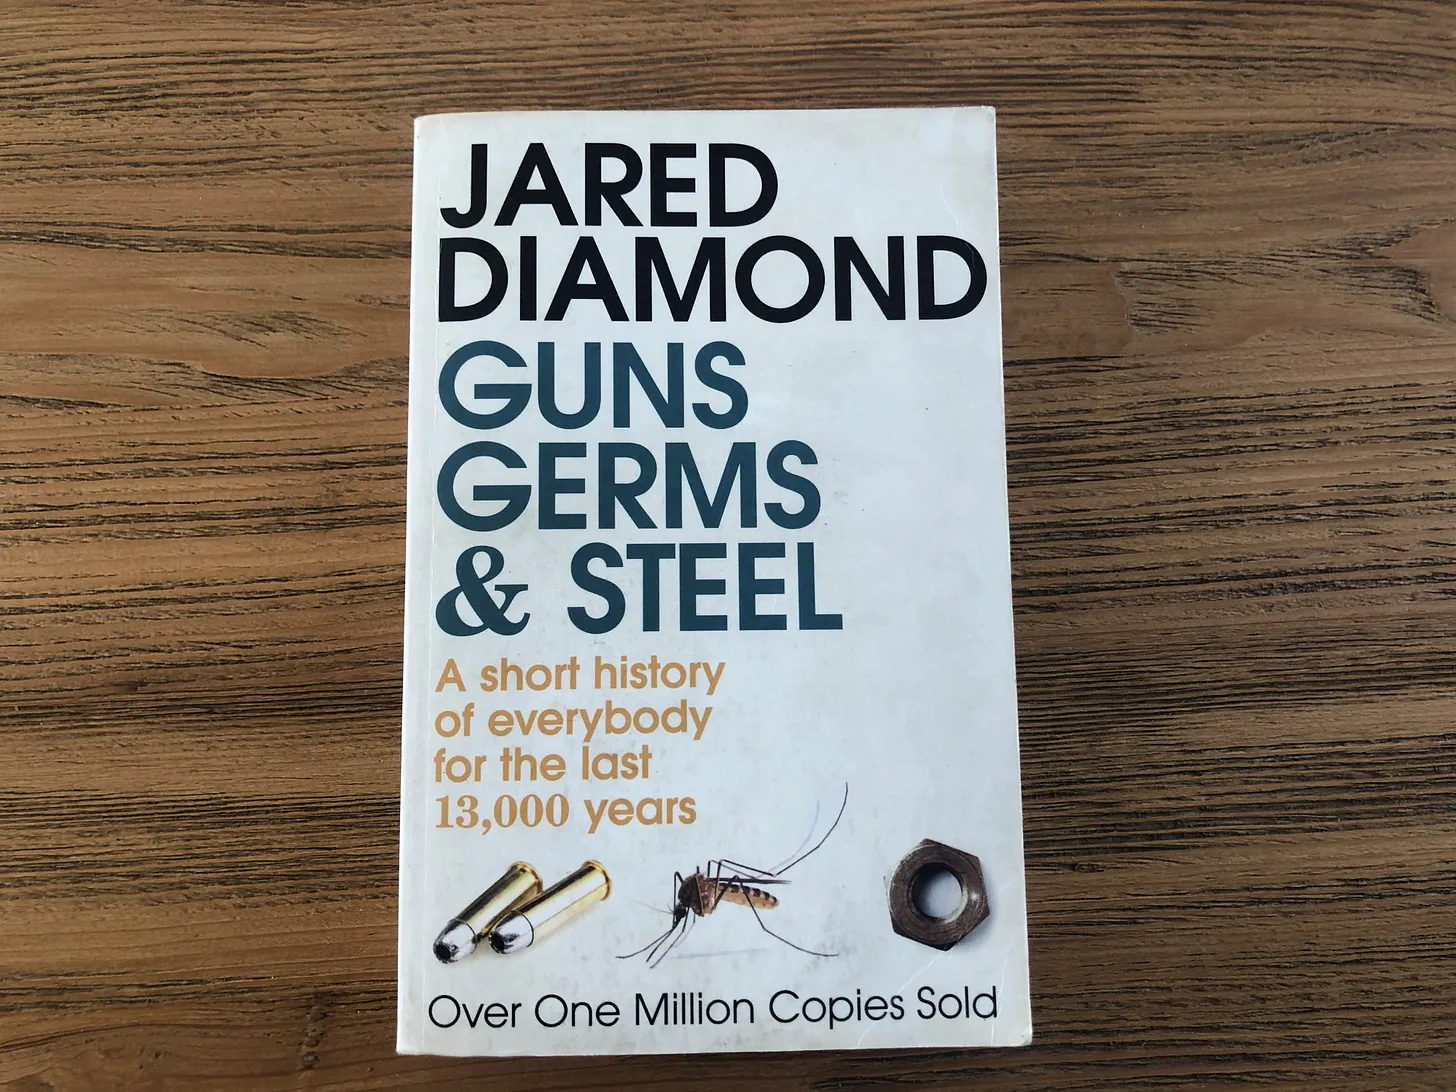 JARED
DIAMOND
GUNS
GERMS
& STEEL
A short history
of everybody
for the last
13,000 years
Over One Million Copies Sold